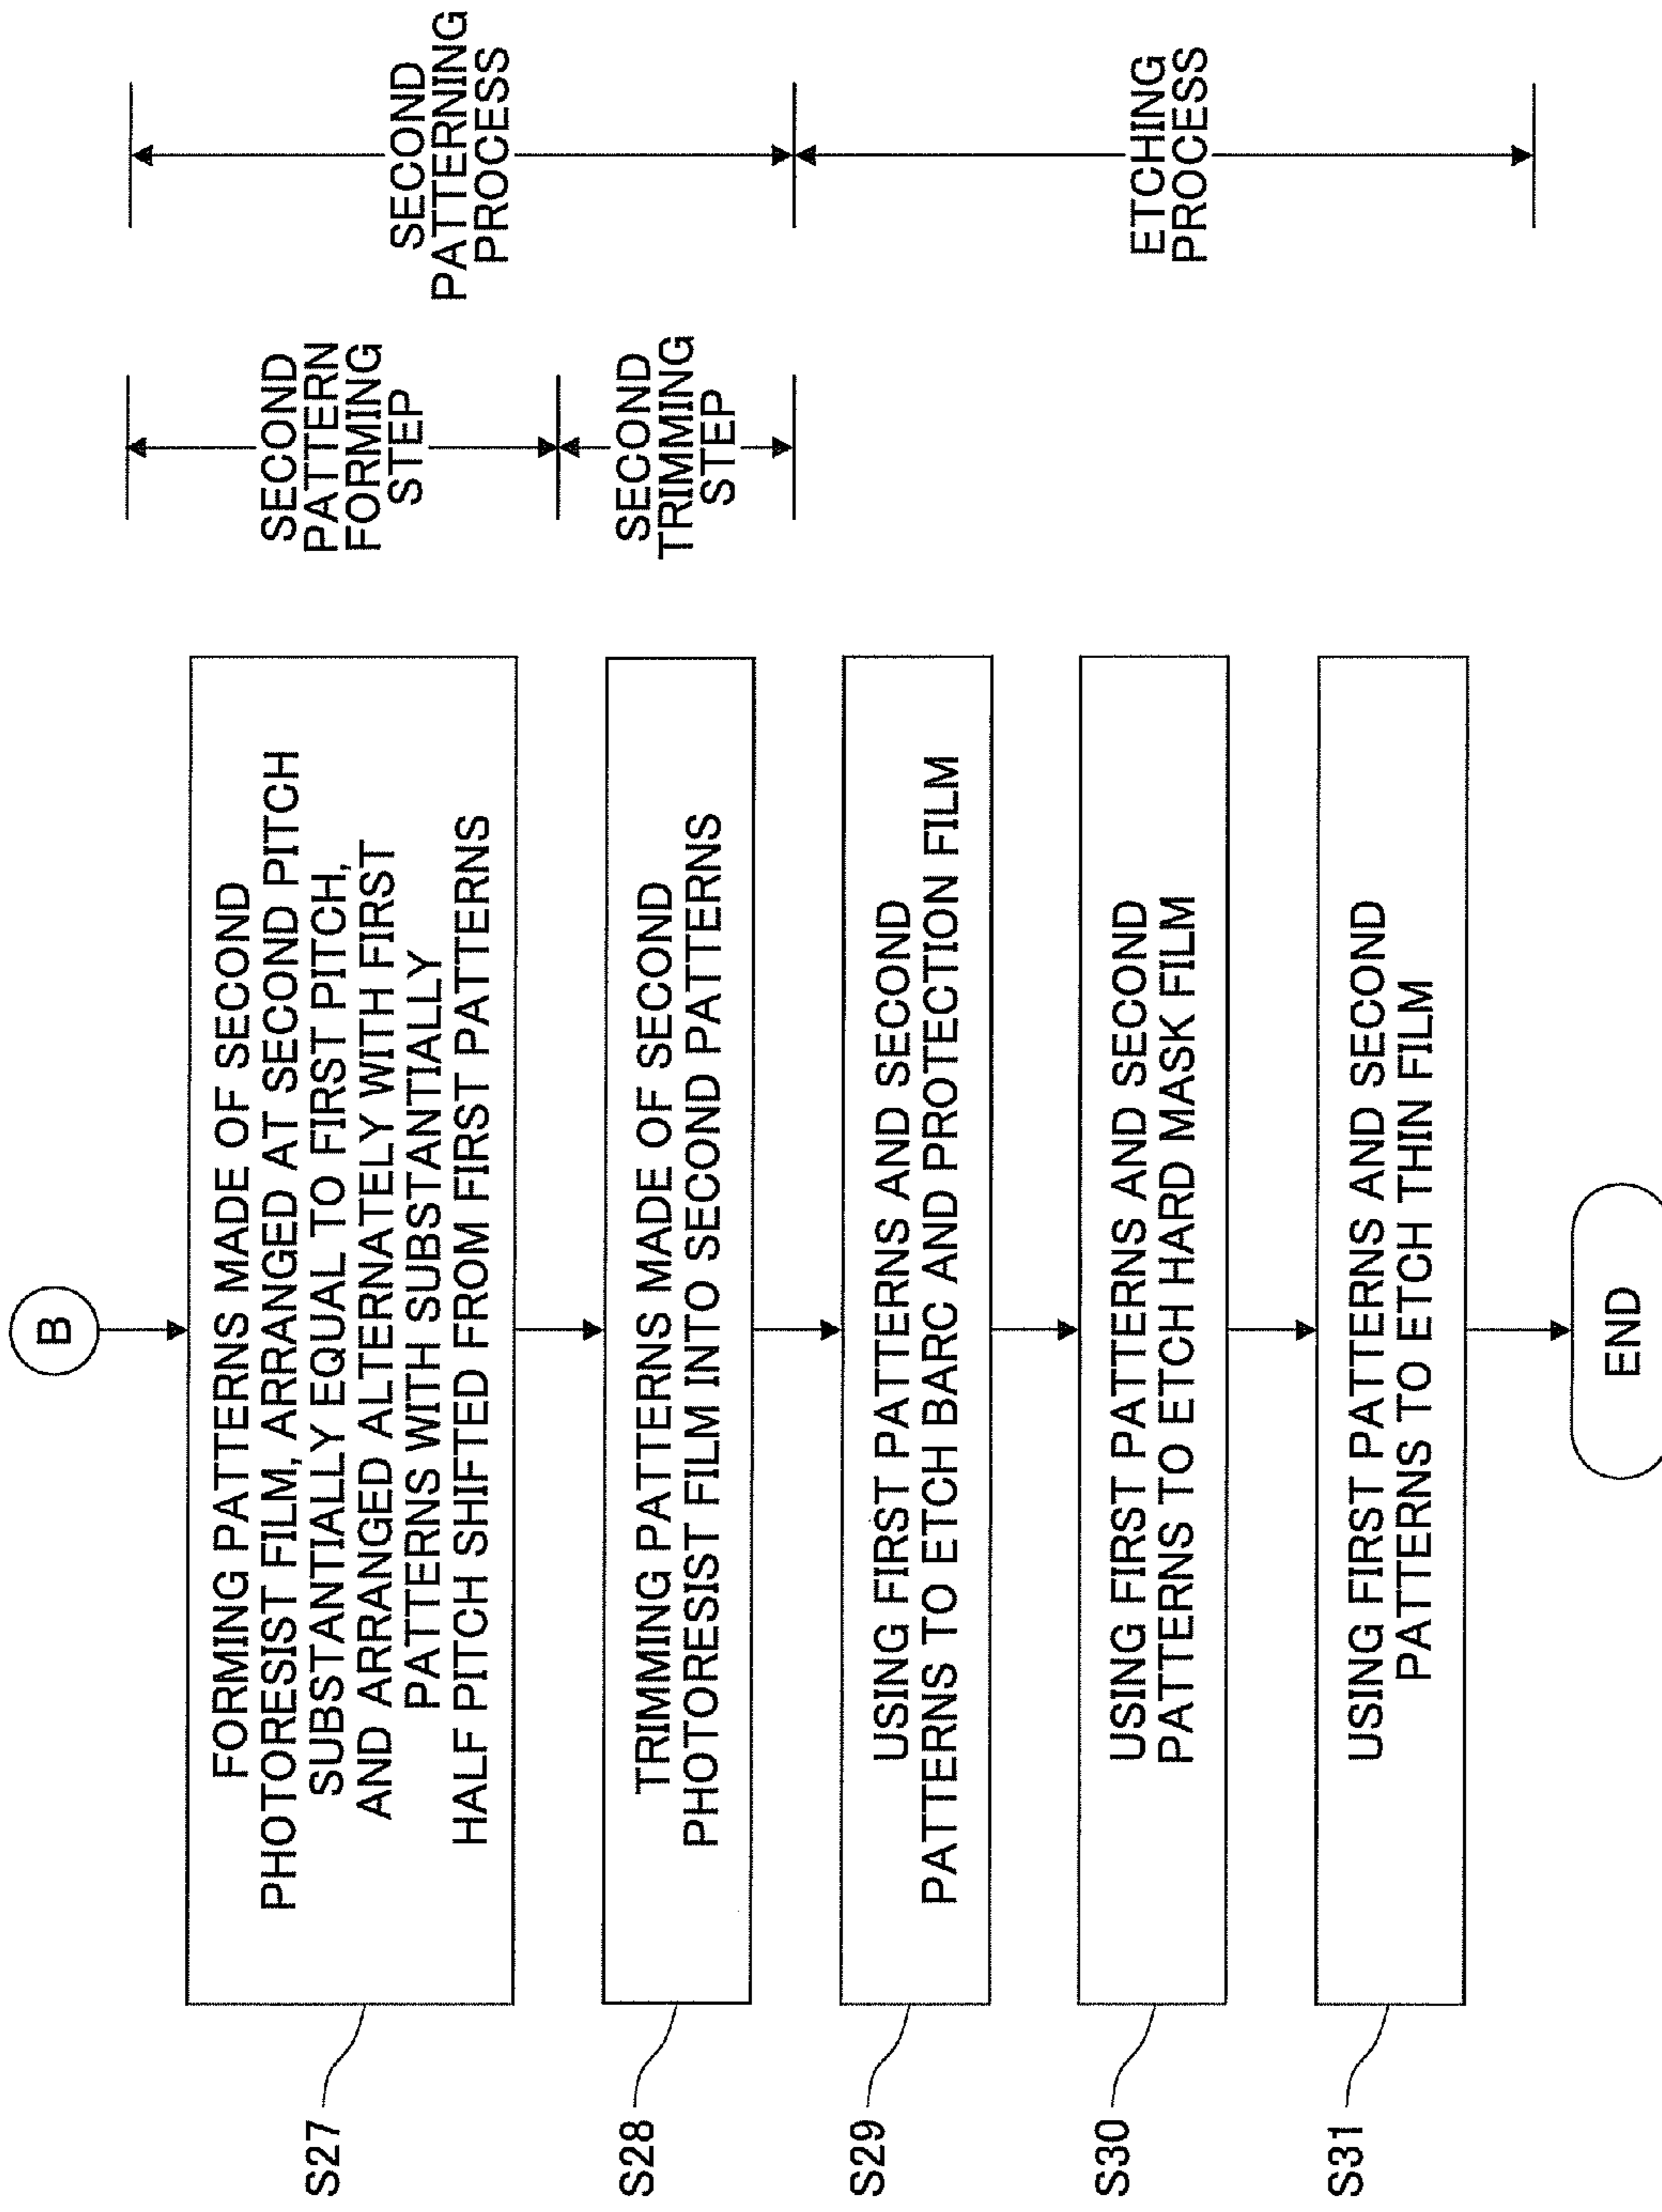 B
S27
FORMING PATTERNS MADE OF SECOND
PHOTORESIST FILM, ARRANGED AT SECOND PITCH
SUBSTANTIALLY EQUAL TO FIRST PITCH,
AND ARRANGED ALTERNATELY WITH FIRST
PATTERNS WITH SUBSTANTIALLY
HALF PITCH SHIFTED FROM FIRST PATTERNS
SECOND
PATTERN
FORMING
STEP
SECOND
PATTERNING
PROCESS
S28
TRIMMING PATTERNS MADE OF SECOND
PHOTORESIST FILM INTO SECOND PATTERNS
SECOND
TRIMMING
STEP
S29
USING FIRST PATTERNS AND SECOND
PATTERNS TO ETCH BARC AND PROTECTION FILM
S30
USING FIRST PATTERNS AND SECOND
PATTERNS TO ETCH HARD MASK FILM
ETCHING
PROCESS
S31
USING FIRST PATTERNS AND SECOND
PATTERNS TO ETCH THIN FILM
END